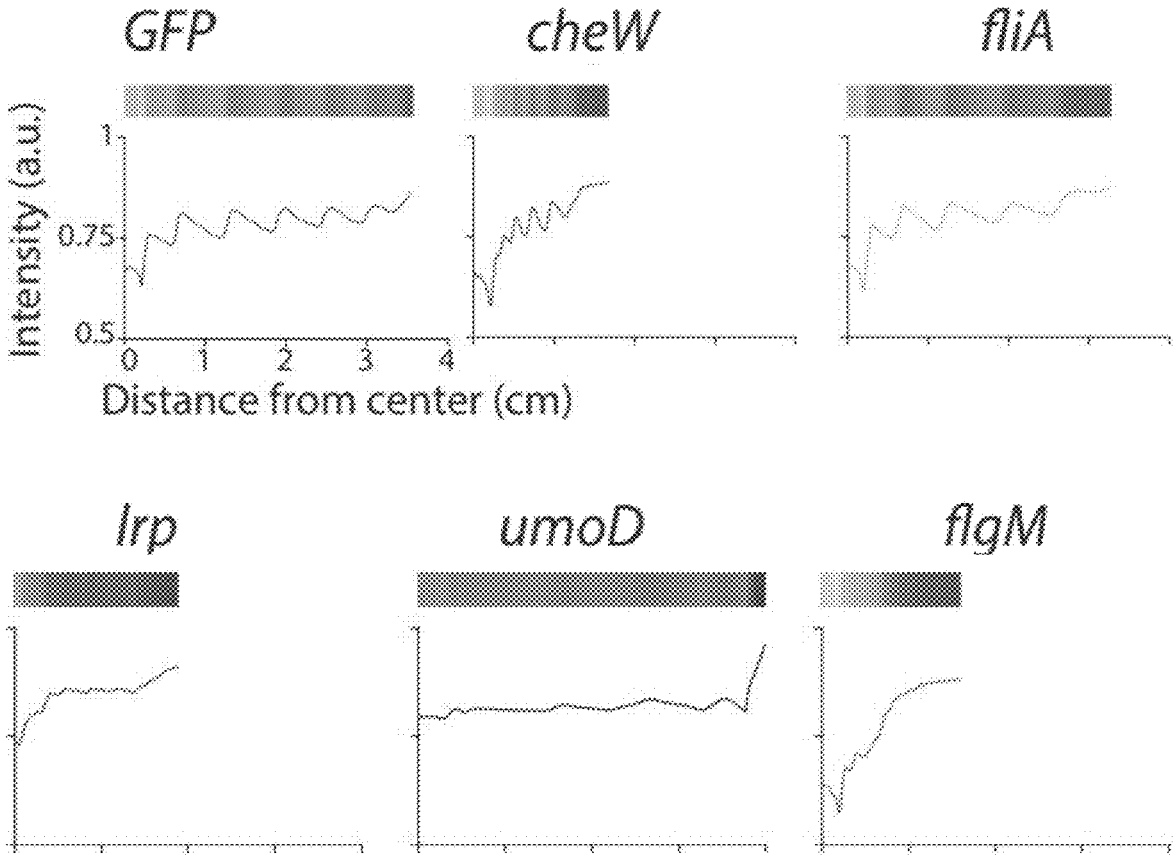 GFP cheW fliA
Intensity (a.u.)
1
0.75
0.5
0 1 2 3 4
Distance from center (cm)
lrp umoD flgM